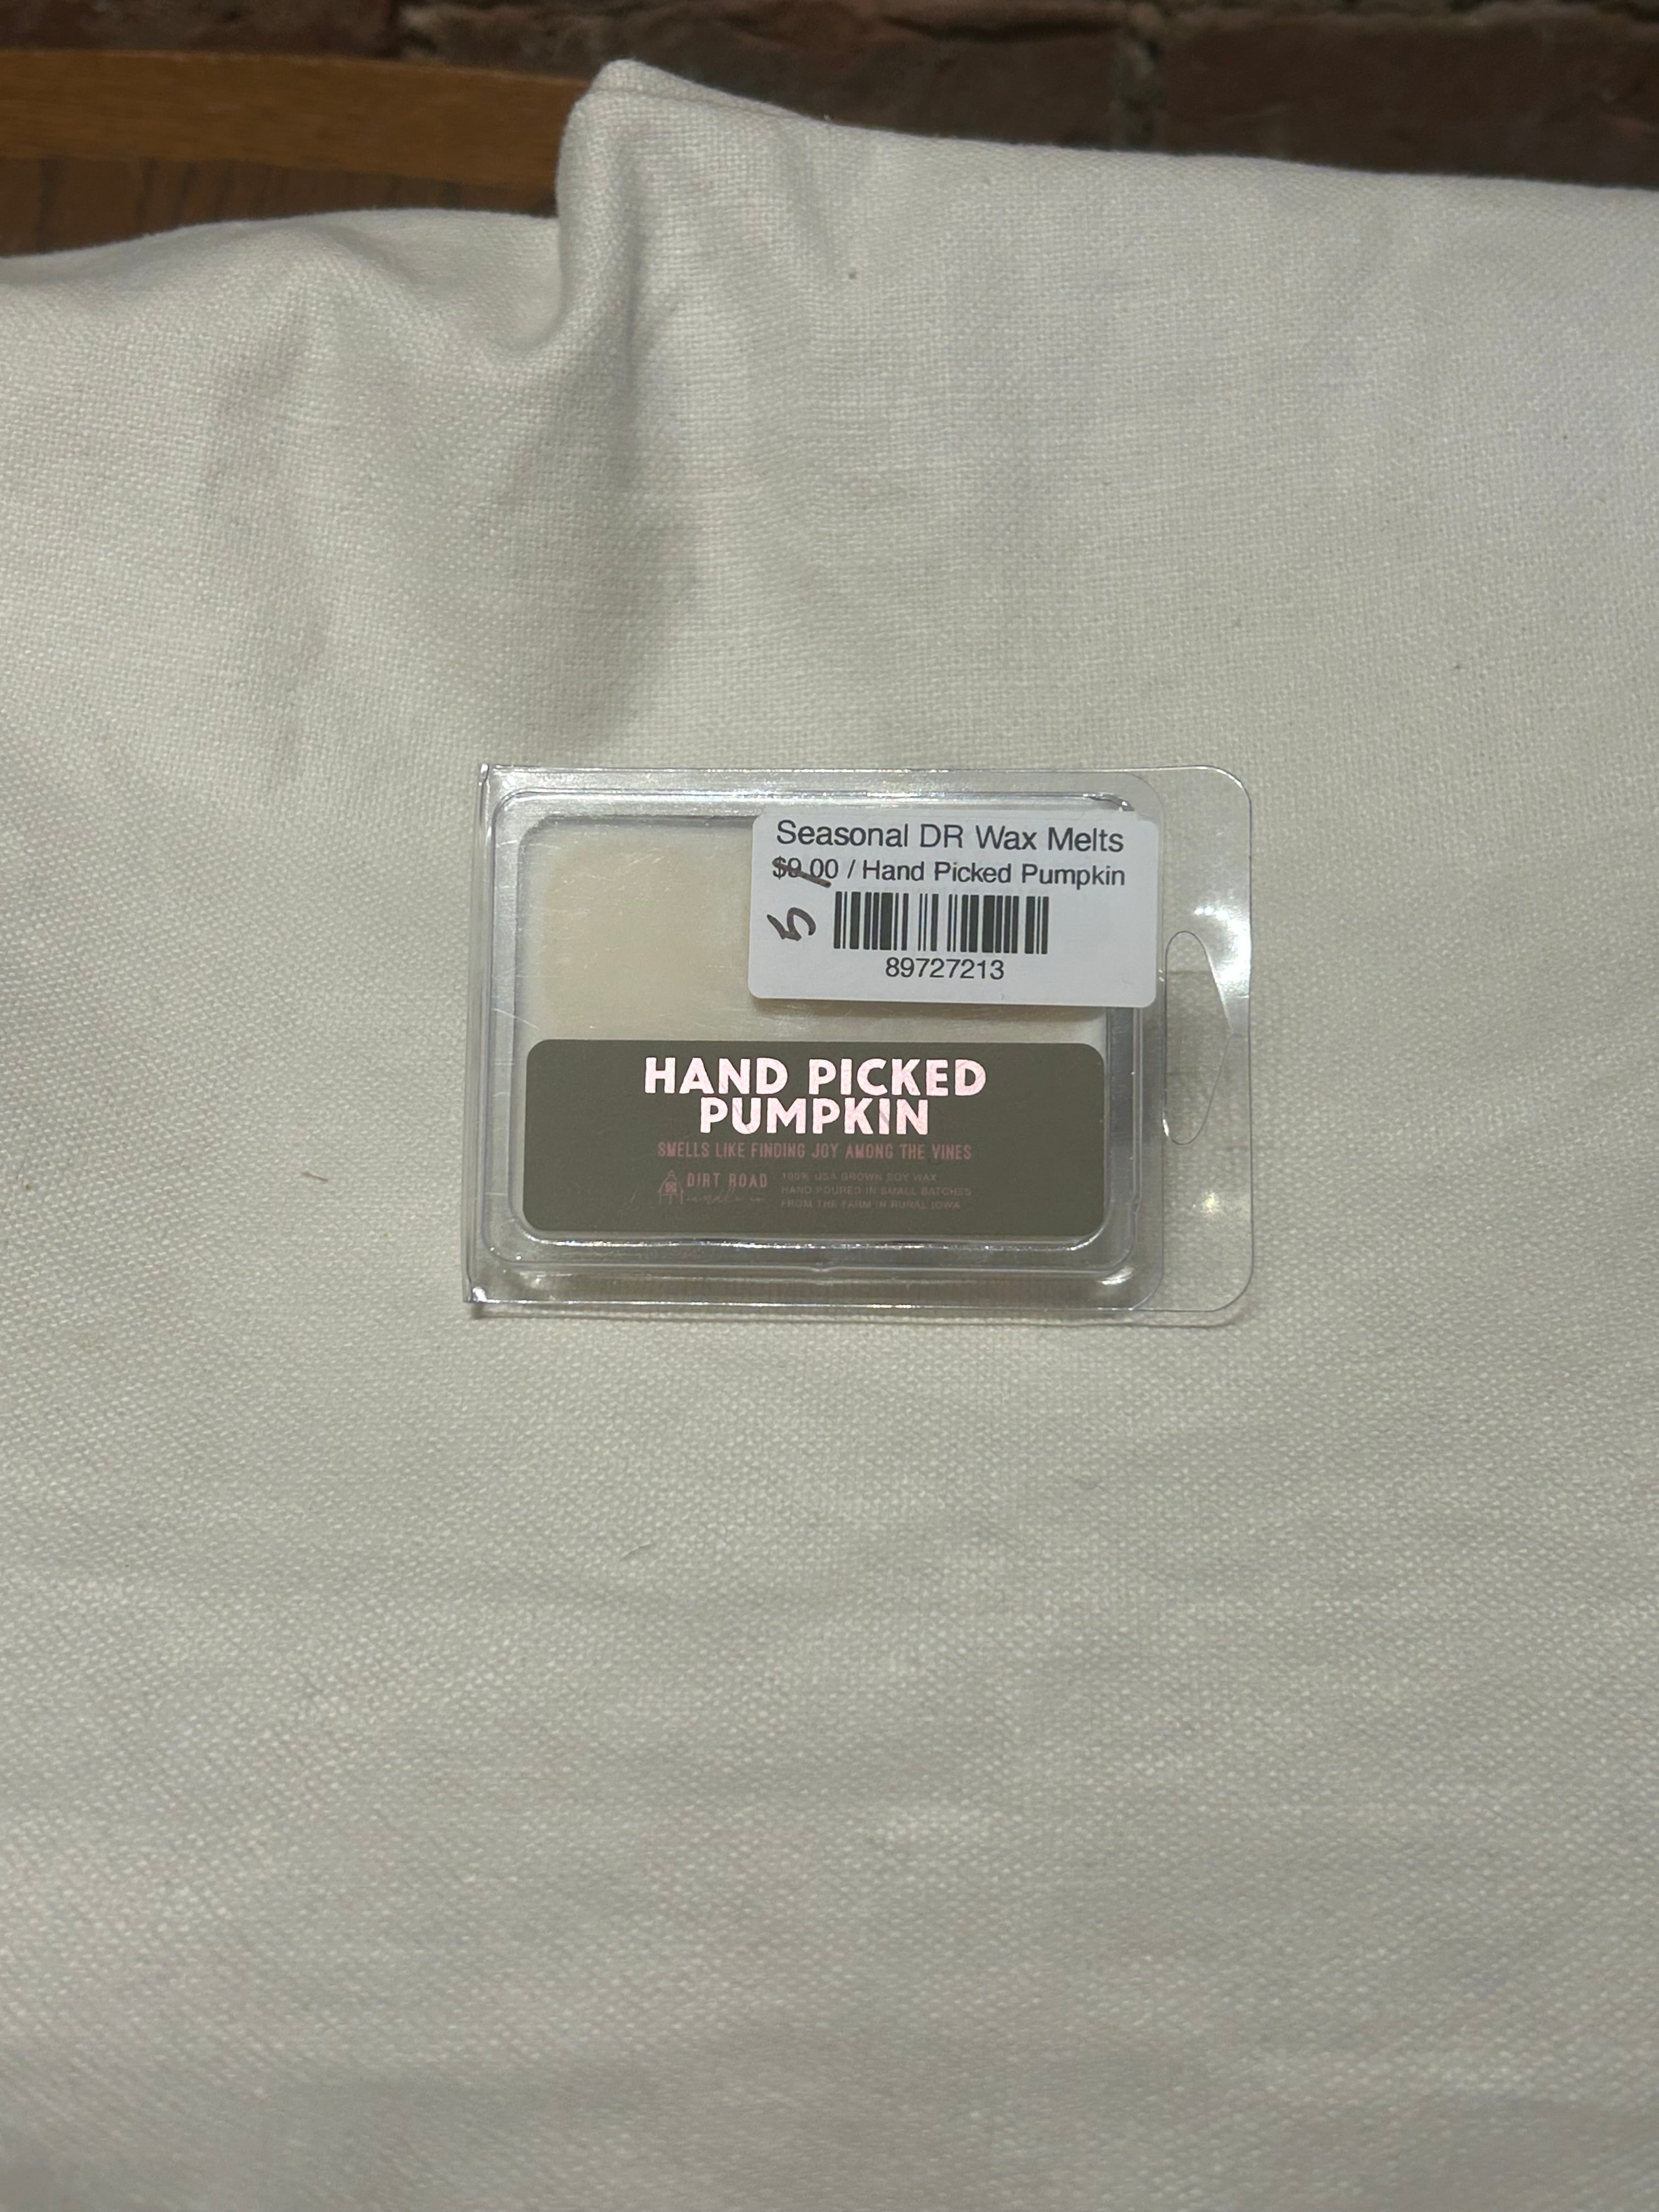 Seasonal DR Wax Melts
$9.00 / Hand Picked Pumpkin
5
89727213
HAND PICKED
PUMPKIN
SMELLS LIKE FINDING JOY AMONG THE VINES
DIRT ROAD
candle co.
100% USA GROWN SOY WAX
HAND POURED IN SMALL BATCHES
FROM THE FARM IN RURAL IOWA